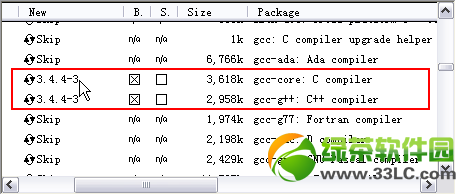 New B. S. Size Package
Skip n/a n/a 1k gcc: C compiler upgrade helper
Skip n/a n/a 6,766k gcc-ada: Ada compiler
3.4.4-3 3,618k gcc-core: C compiler
3.4.4-3 2,958k gcc-g++: C++ compiler
Skip n/a n/a 1,974k gcc-g77: Fortran compiler
Skip n/a n/a 2,198k D compiler
Skip n/a n/a 2,429k compiler
绿茶软件园
www.33LC.com